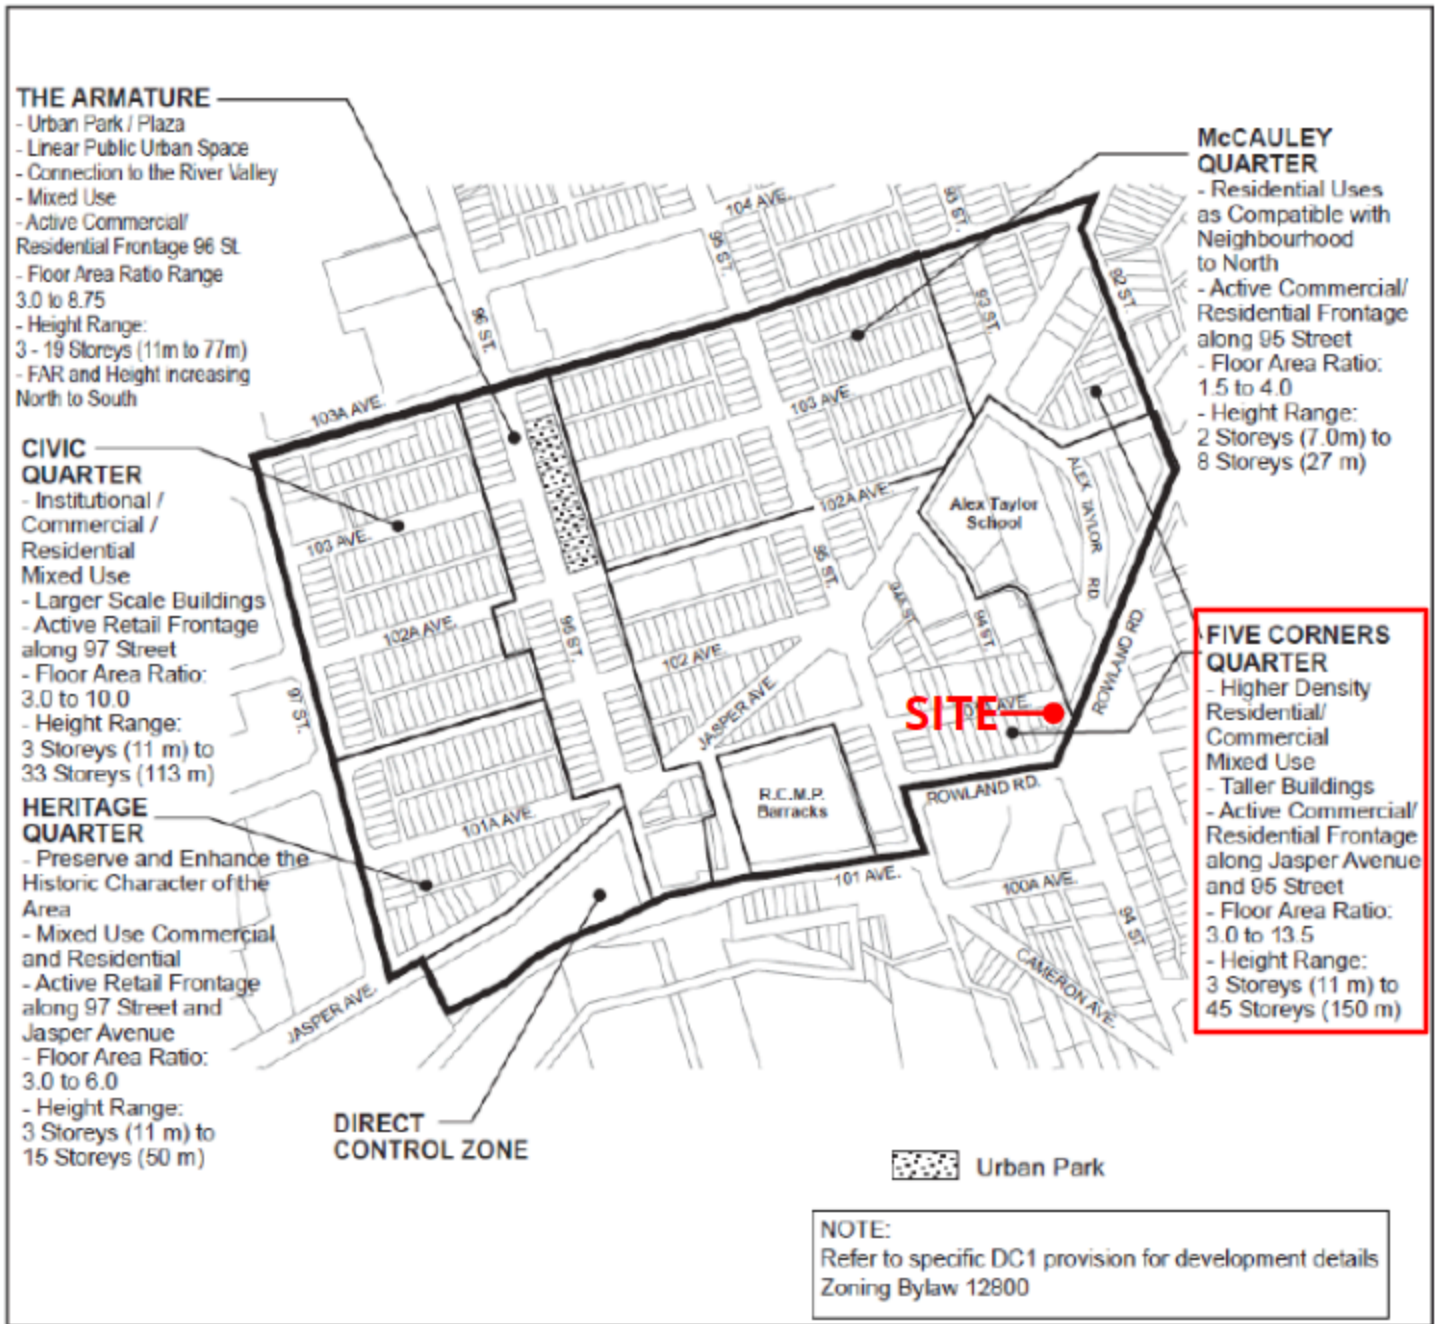 THE ARMATURE
- Urban Park / Plaza
- Linear Public Urban Space
- Connection to the River Valley
- Mixed Use
- Active Commercial/
Residential Frontage 96 St.
- Floor Area Ratio Range
3.0 to 8.75
- Height Range:
3 - 19 Storeys (11m to 77m)
- FAR and Height increasing
North to South
CIVIC
QUARTER
- Institutional /
Commercial /
Residential
Mixed Use
- Larger Scale Buildings
- Active Retail Frontage
along 97 Street
- Floor Area Ratio:
3.0 to 10.0
- Height Range:
3 Storeys (11 m) to
33 Storeys (113 m)
HERITAGE
QUARTER
- Preserve and Enhance the
Historic Character of the
Area
- Mixed Use Commercial
and Residential
- Active Retail Frontage
along 97 Street and
Jasper Avenue
- Floor Area Ratio:
3.0 to 6.0
- Height Range:
3 Storeys (11 m) to
15 Storeys (50 m)
DIRECT
CONTROL ZONE
McCAULEY
QUARTER
- Residential Uses
as Compatible with
Neighbourhood
to North
- Active Commercial/
Residential Frontage
along 95 Street
- Floor Area Ratio:
1.5 to 4.0
- Height Range:
2 Storeys (7.0m) to
8 Storeys (27 m)
FIVE CORNERS
QUARTER
- Higher Density
Residential/
Commercial
Mixed Use
- Taller Buildings
- Active Commercial/
Residential Frontage
along Jasper Avenue
and 95 Street
- Floor Area Ratio:
3.0 to 13.5
- Height Range:
3 Storeys (11 m) to
45 Storeys (150 m)
104 AVE.
93 ST.
95 ST.
92 ST.
93 ST.
96 ST.
103A AVE.
103 AVE.
102A AVE.
Alex Taylor
School
ALEX TAYLOR RD
103 AVE.
95 ST.
94A ST
94 ST
102A AVE.
96 ST.
102 AVE.
ROWLAND RD.
97 ST.
JASPER AVE.
SITE
AVE.
R.C.M.P.
Barracks
ROWLAND RD.
101A AVE.
101 AVE.
100A AVE.
94 ST
CAMERON AVE.
JASPER AVE.
Urban Park
NOTE:
Refer to specific DC1 provision for development details
Zoning Bylaw 12800